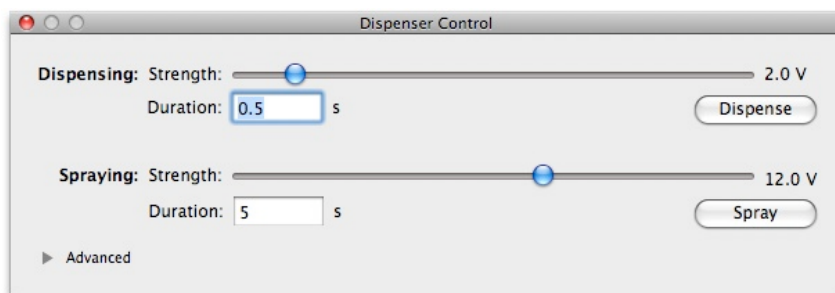 Dispenser Control
Dispensing: Strength: 2.0 V
Duration: 0.5 s Dispense
Spraying: Strength: 12.0 V
Duration: 5 s Spray
Advanced